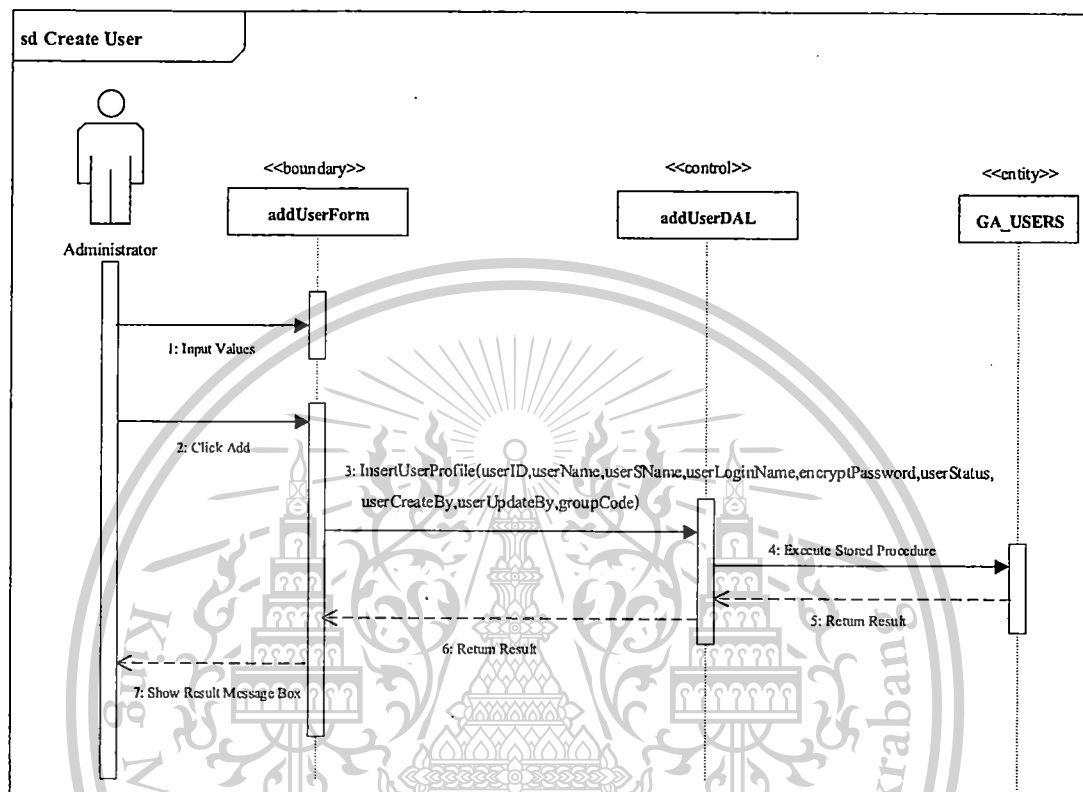 sd Create User
<<boundary>>
<<control>>
<<entity>>
addUserForm
addUserDAL
GA_USERS
Administrator
1: Input Values
2: Click Add
3: InsertUserProfile(userID,userName,userSName,userLoginName,encryptPassword,userStatus,
userCreateBy,userUpdateBy,groupCode)
4: Execute Stored Procedure
5: Return Result
6: Return Result
7: Show Result Message Box
King M
krabang